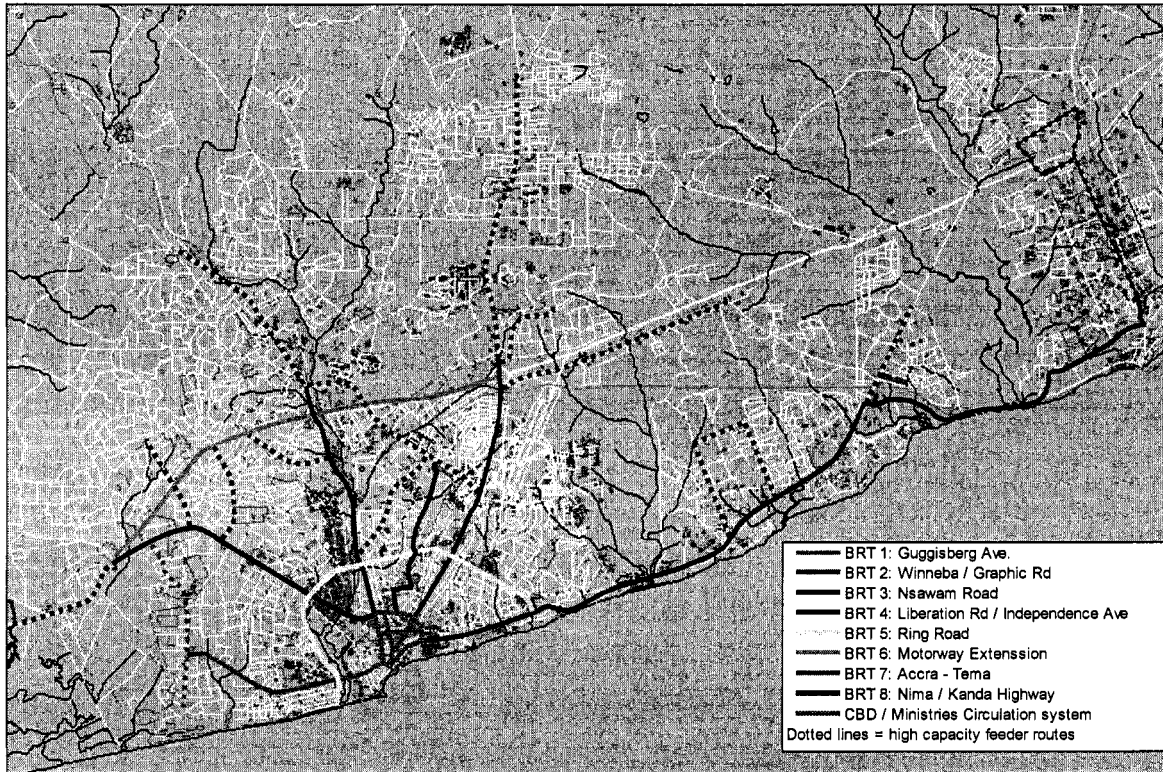 BRT 1: Guggisberg Ave.
BRT 2: Winneba / Graphic Rd
BRT 3: Nsawam Road
BRT 4: Liberation Rd / Independence Ave
BRT 5: Ring Road
BRT 6: Motorway Extenssion
BRT 7: Accra - Tema
BRT 8: Nima / Kanda Highway
CBD / Ministries Circulation system
Dotted lines = high capacity feeder routes